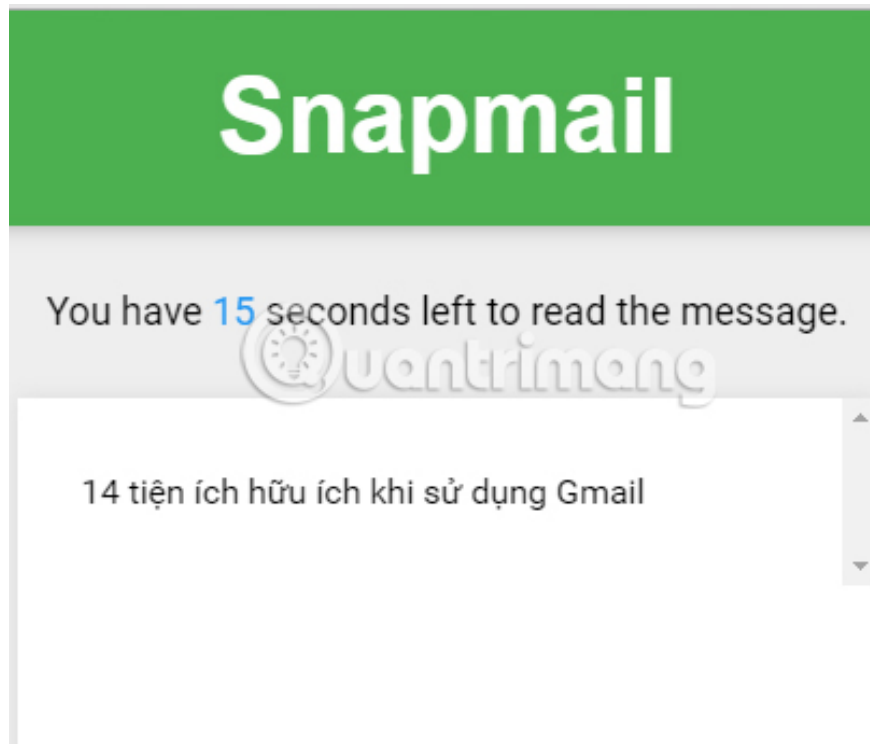 Snapmail
You have 15 seconds left to read the message.
Quantrimang
14 tiện ích hữu ích khi sử dụng Gmail